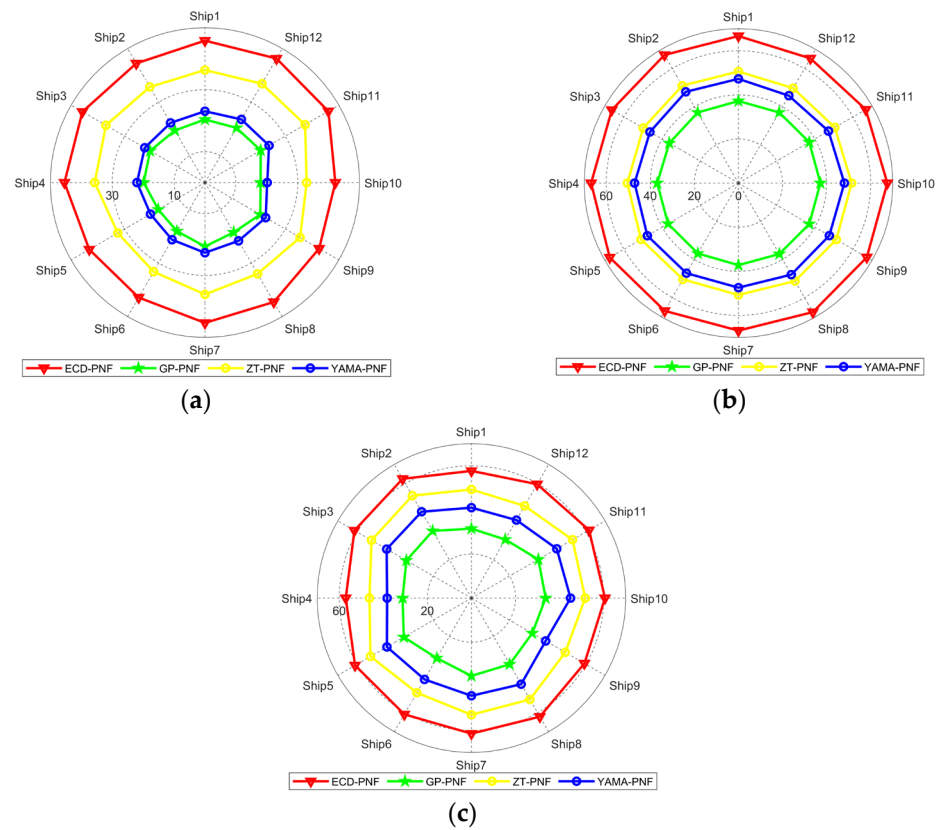 Ship1
Ship2
Ship12
Ship3
Ship11
Ship4
30
10
Ship10
Ship5
Ship9
Ship6
Ship8
Ship7
ECD-PNF GP-PNF ZT-PNF YAMA-PNF
(a)
Ship1
Ship2
Ship12
Ship3
Ship11
Ship4
60
40
20
0
Ship10
Ship5
Ship9
Ship6
Ship8
Ship7
ECD-PNF GP-PNF ZT-PNF YAMA-PNF
(b)
Ship1
Ship2
Ship12
Ship3
Ship11
Ship4
60
20
Ship10
Ship5
Ship9
Ship6
Ship8
Ship7
ECD-PNF GP-PNF ZT-PNF YAMA-PNF
(c)